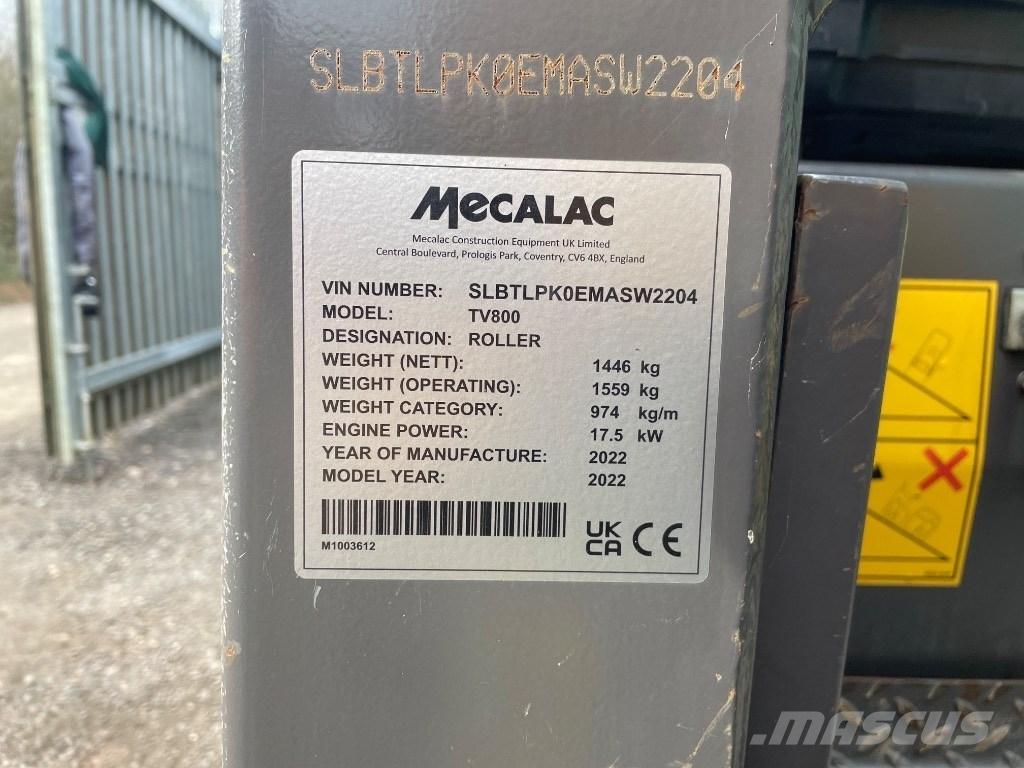 SLBTLPK0EMASW2204
MECALAC
Mecalac Construction Equipment UK Limited
Central Boulevard, Prologis Park, Coventry, CV6 4BX, England
VIN NUMBER: SLBTLPK0EMASW2204
MODEL: TV800
DESIGNATION: ROLLER
WEIGHT (NETT): 1446 kg
WEIGHT (OPERATING): 1559 kg
WEIGHT CATEGORY: 974 kg/m
ENGINE POWER: 17.5 kW
YEAR OF MANUFACTURE: 2022
MODEL YEAR: 2022
M1003612
UK
CA CE
MASCUS